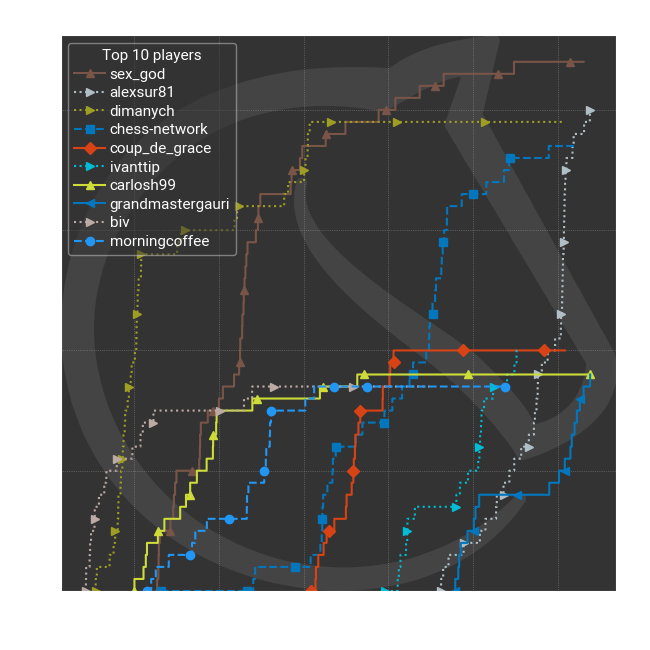 Top 10 players
sex_god
alexsur81
dimanych
chess-network
coup_de_grace
ivanttip
carlosh99
grandmastergauri
biv
morningcoffee